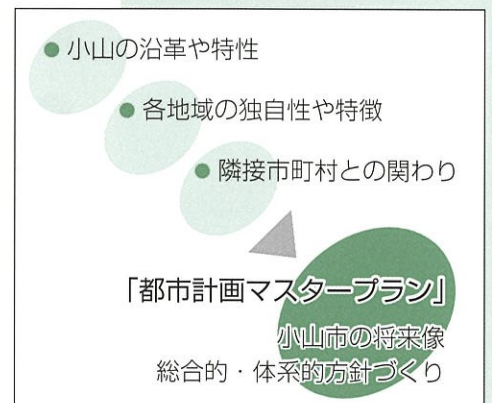 ● 小山の沿革や特性
● 各地域の独自性や特徴
● 隣接市町村との関わり
「都市計画マスタープラン」
小山市の将来像
総合的・体系的方針づくり